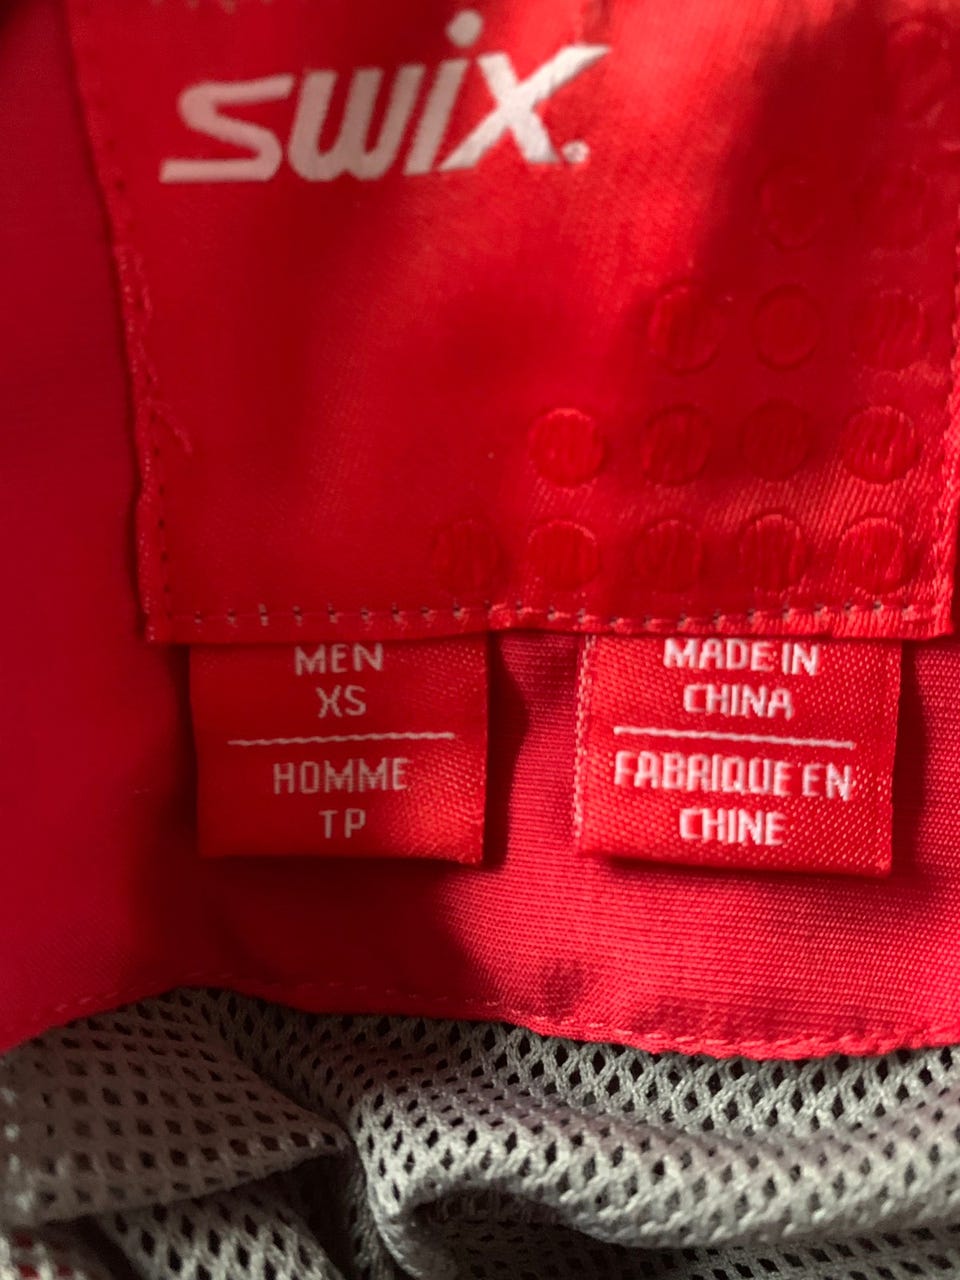 swix
MEN
XS
HOMME
TP
MADE IN
CHINA
FABRIQUE EN
CHINE